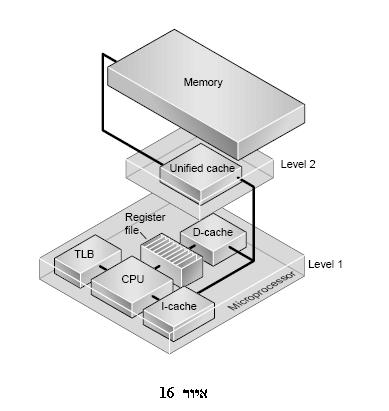 Memory
Unified cache
Level 2
Register
file
D-cache
TLB
Level 1
CPU
I-cache
Microprocessor
איור 16